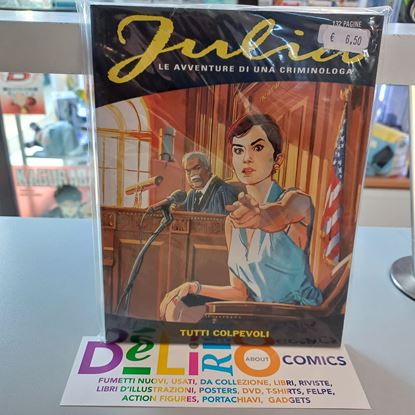 132 PAGINE
€ 6,50
Julia
LE AVVENTURE DI UNA CRIMINOLOGA
TUTTI COLPEVOLI
DéLiRIO
ABOUT
COMICS
FUMETTI NUOVI, USATI, DA COLLEZIONE, LIBRI, RIVISTE,
LIBRI D'ILLUSTRAZIONI, POSTERS, DVD, T-SHIRTS, FELPE,
ACTION FIGURES, PORTACHIAVI, GADGETS